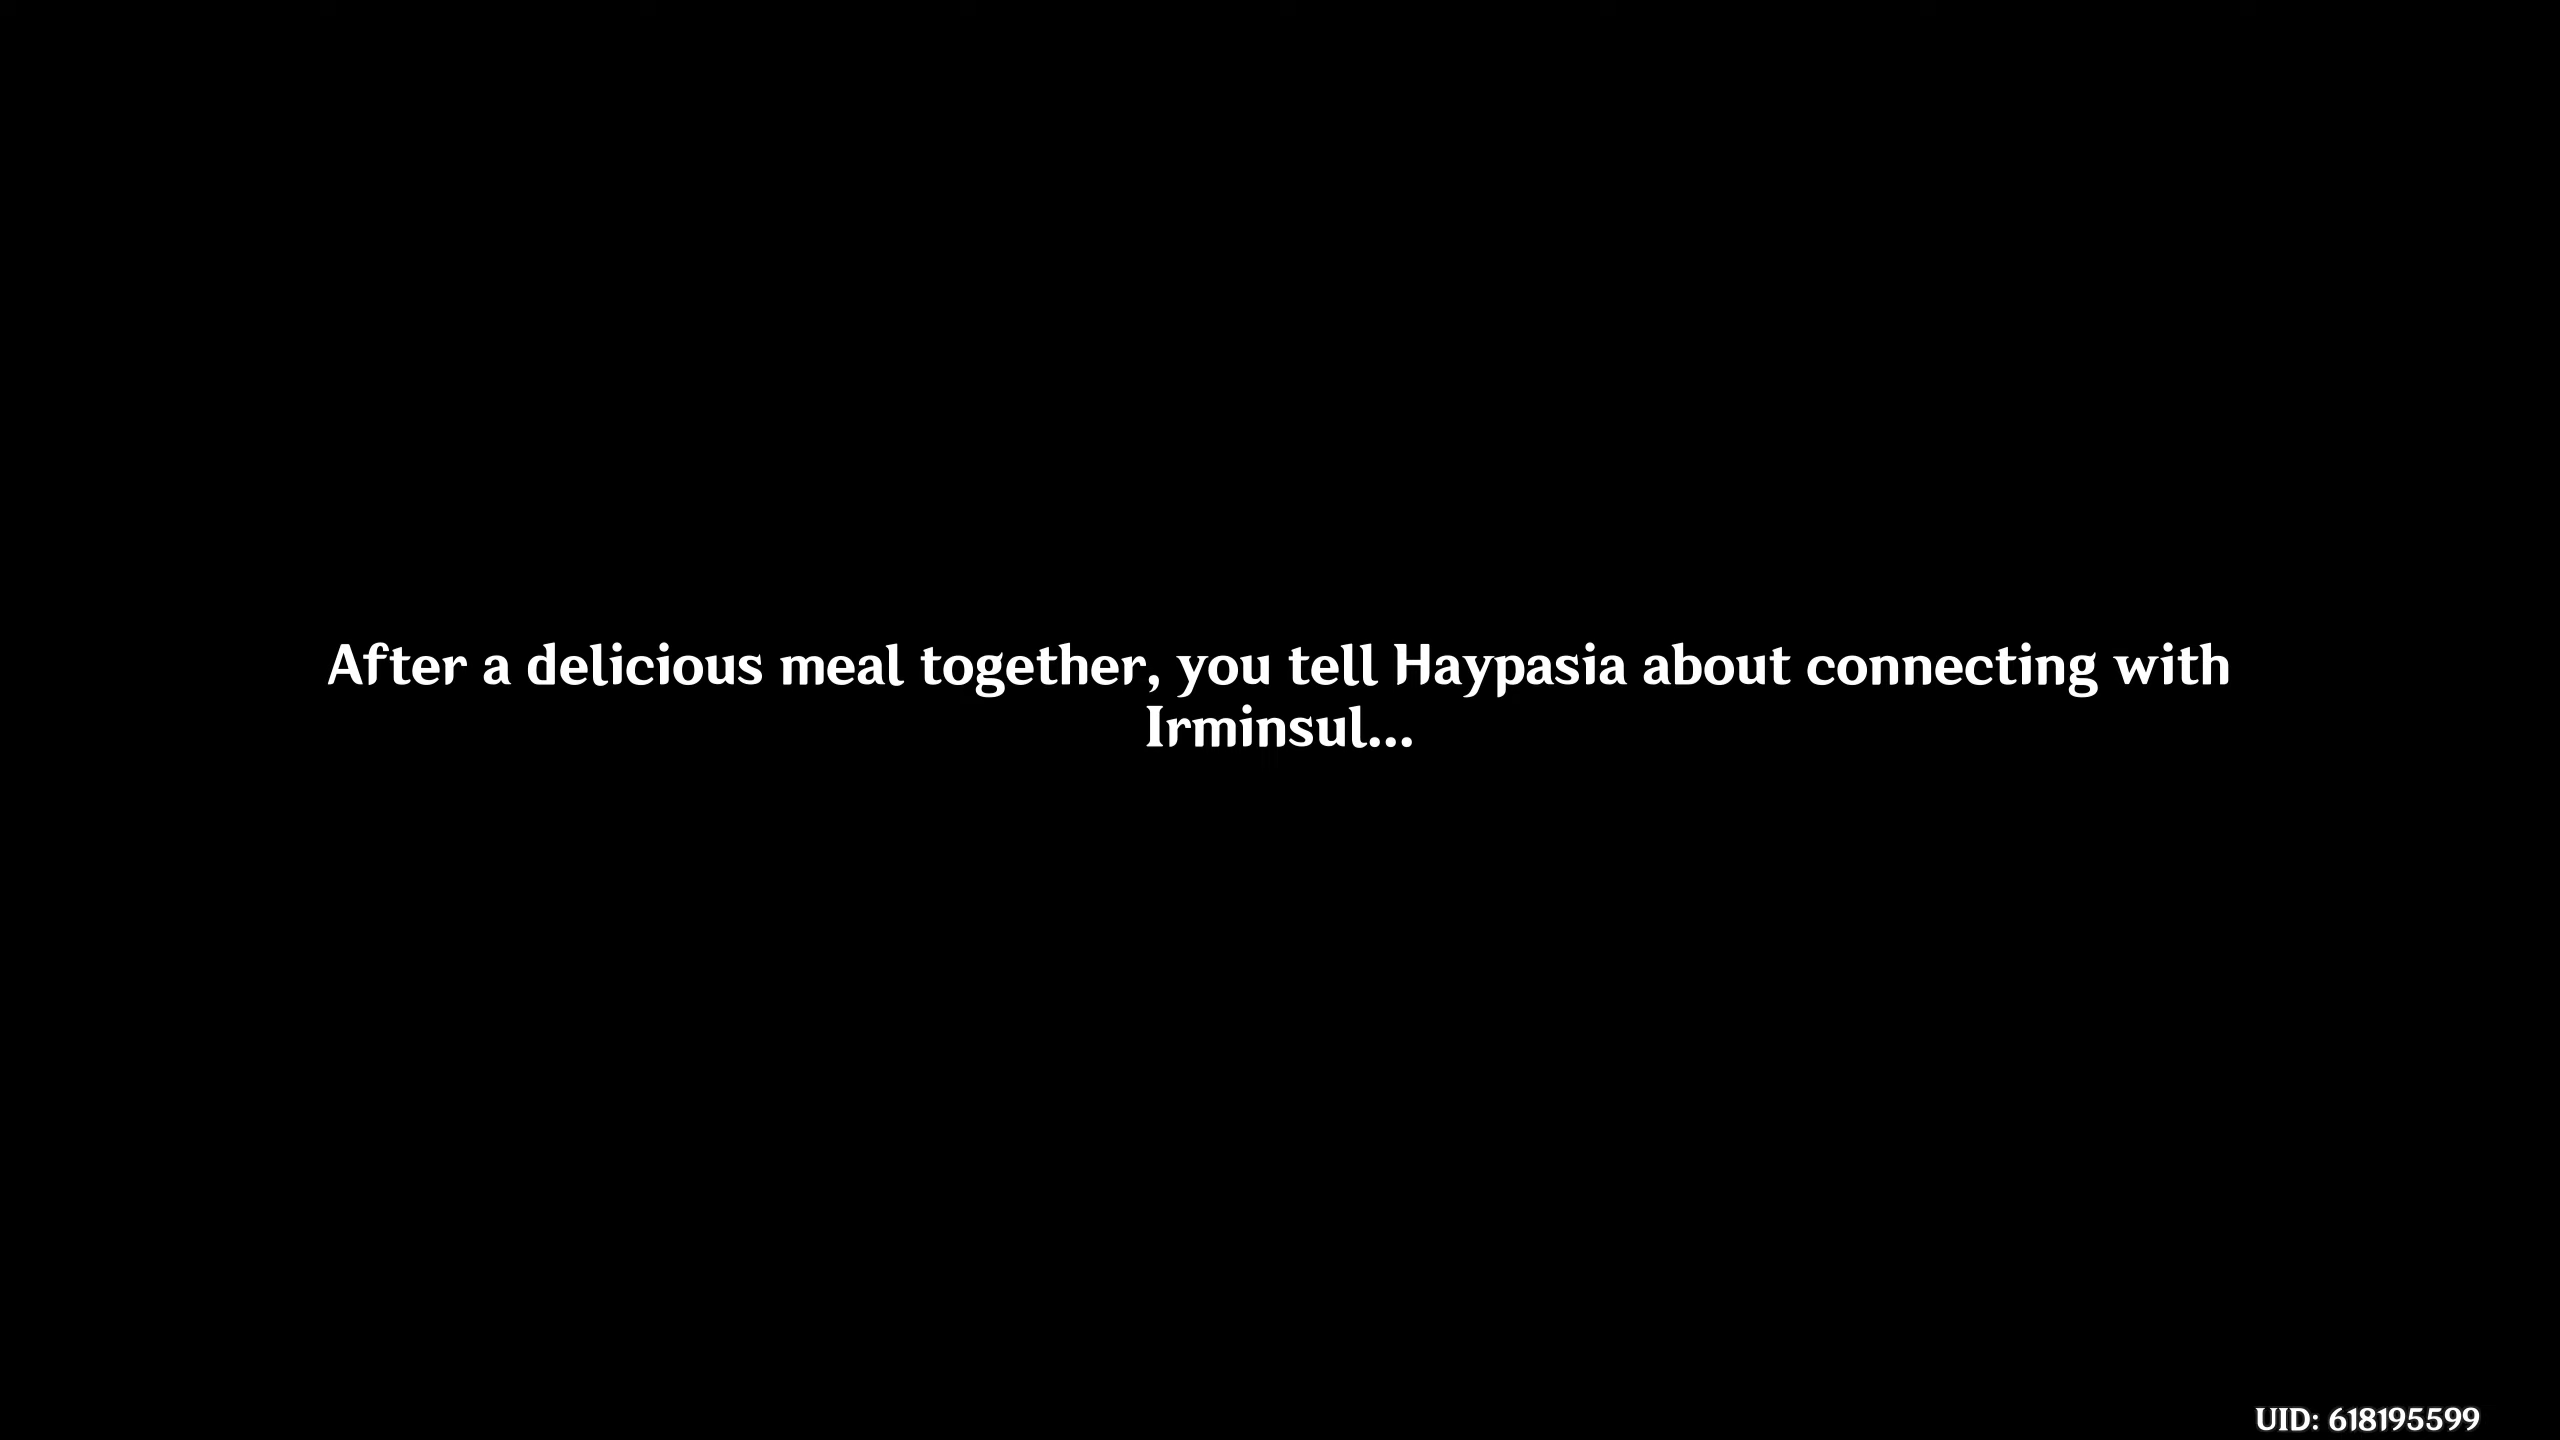 After a delicious meal together, you tell Haypasia about connecting with
Irminsul...
UID: 618195599